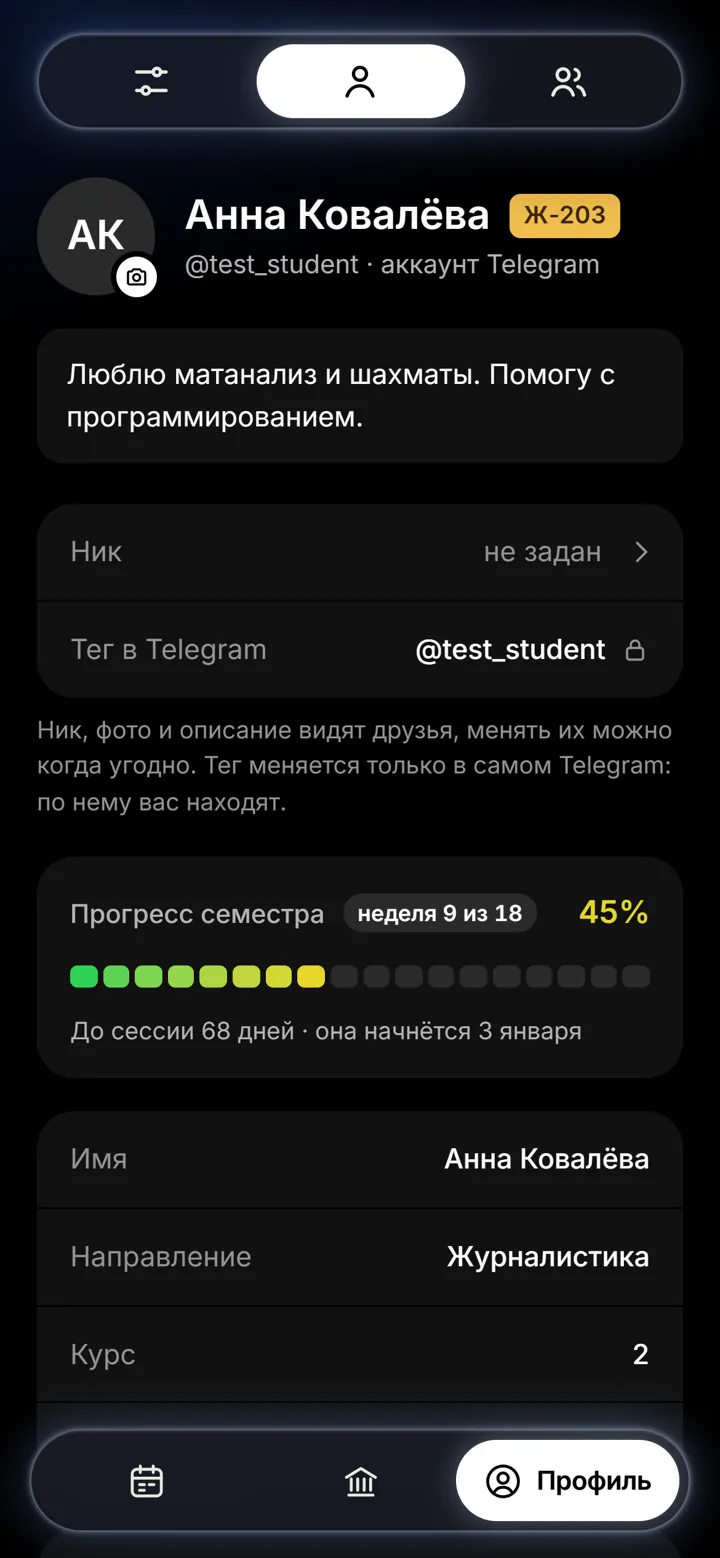 АК
Анна Ковалёва Ж-203
@test_student · аккаунт Telegram
Люблю матанализ и шахматы. Помогу с
программированием.
Ник не задан
Тег в Telegram @test_student
Ник, фото и описание видят друзья, менять их можно
когда угодно. Тег меняется только в самом Telegram:
по нему вас находят.
Прогресс семестра неделя 9 из 18 45%
До сессии 68 дней · она начнётся 3 января
Имя Анна Ковалёва
Направление Журналистика
Курс 2
Профиль